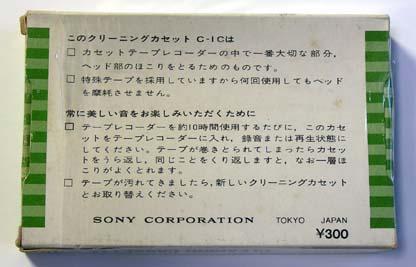 このクリーニングカセット C-1Cは
□ カセットテープレコーダーの中で一番大切な部分,
ヘッド部のほこりをとるためのものです。
□ 特殊テープを採用していますから何回使用してもヘッド
を摩耗させません。
常に美しい音をお楽しみいただくために
□ テープレコーダーを約10時間使用するたびに,このカセ
ットをテープレコーダーに入れ,録音または再生状態に
してください。テープが巻きとられてしまったらカセッ
トをうら返し,同じことをくり返しますと,なお一層ほ
こりがよくとれます。
□ テープが汚れてきましたら,新しいクリーニングカセット
とお取り替えください。
SONY CORPORATION TOKYO JAPAN
¥300